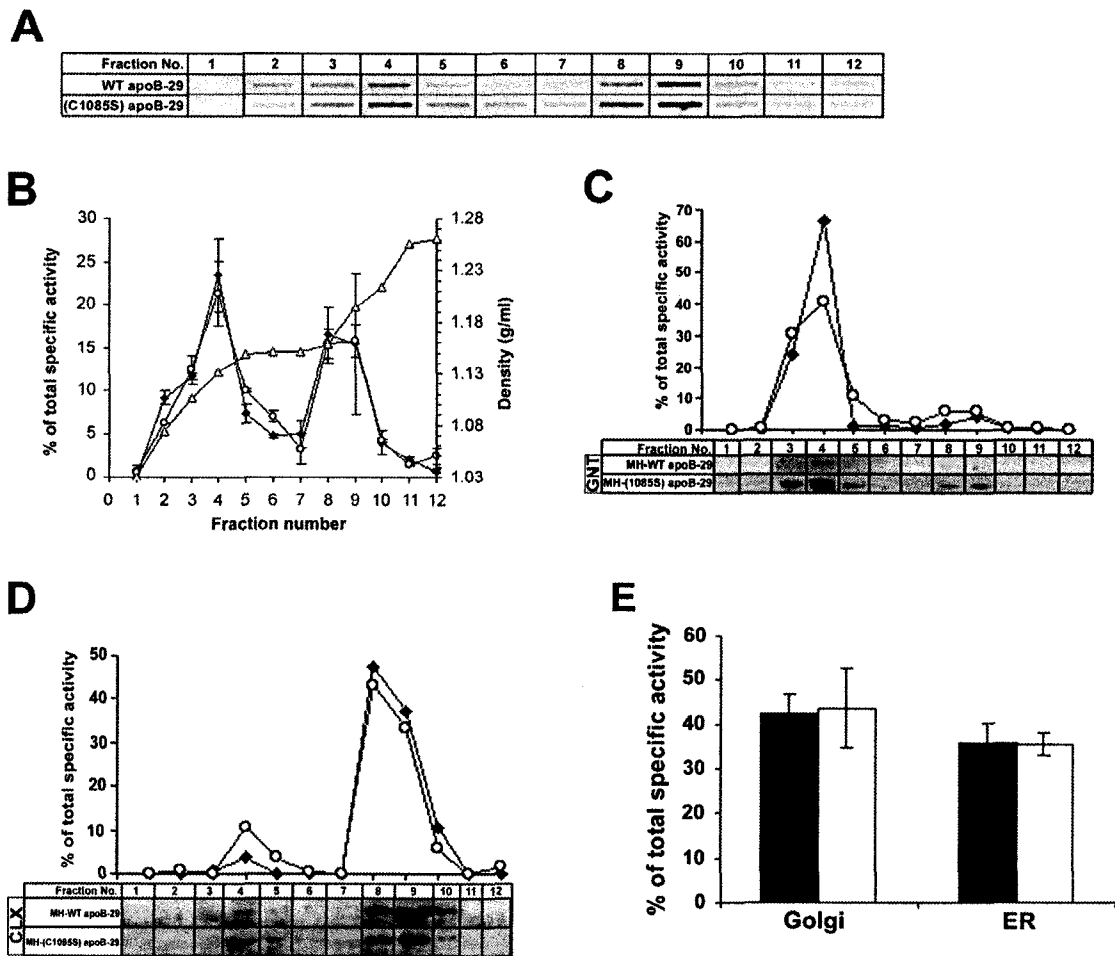 A
Fraction No. 1 2 3 4 5 6 7 8 9 10 11 12
WT apoB-29
(C1085S) apoB-29
B
% of total specific activity
30
25
20
15
10
5
0
1.28
1.23
1.18
1.13
1.08
1.03
Density (g/ml)
0 1 2 3 4 5 6 7 8 9 10 11 12
Fraction number
C
% of total specific activity
70
60
50
40
30
20
10
0
GNT
Fraction No. 1 2 3 4 5 6 7 8 9 10 11 12
MH-WT apoB-29
MH-(1085S) apoB-29
D
% of total specific activity
50
40
30
20
10
0
CLX
Fraction No. 1 2 3 4 5 6 7 8 9 10 11 12
MH-WT apoB-29
MH-(C1085S) apoB-29
E
% of total specific activity
60
50
40
30
20
10
0
Golgi ER